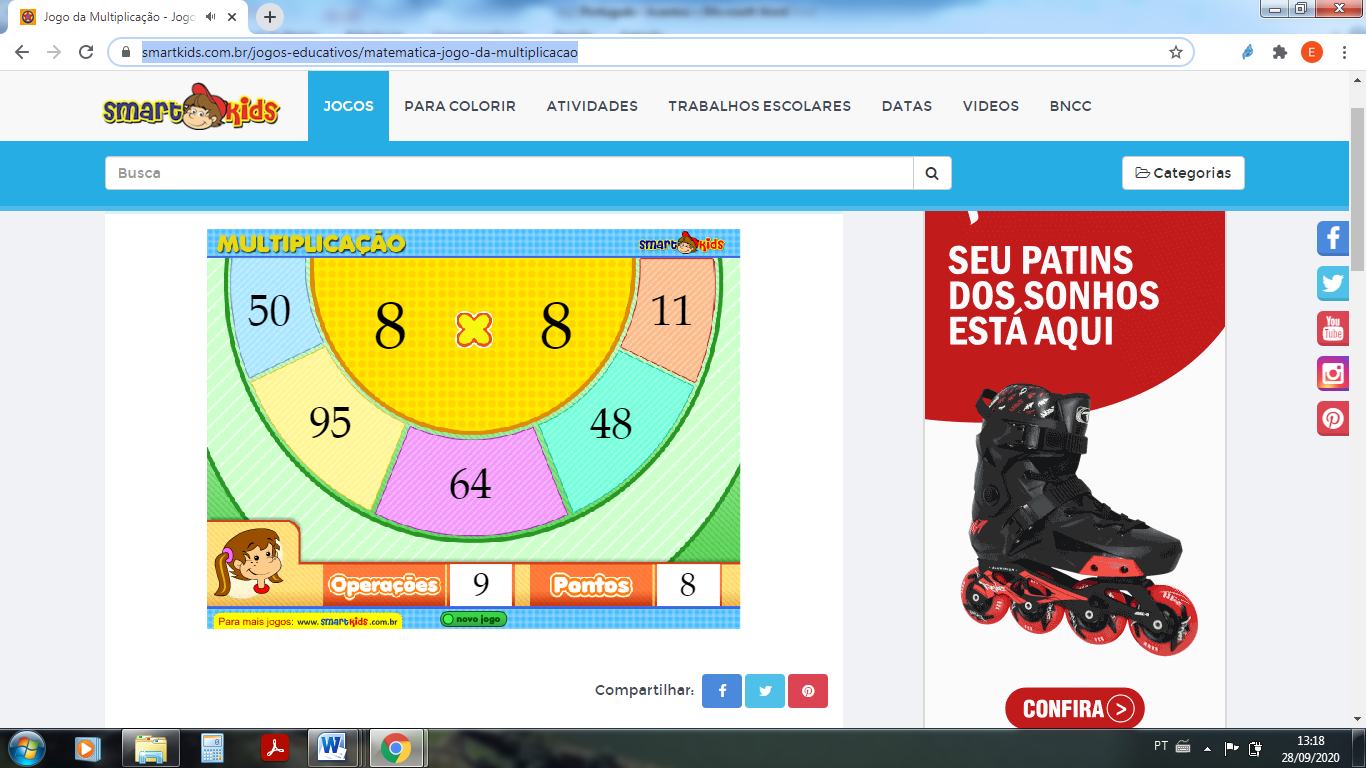 Jogo da Multiplicação - Jogo
smartkids.com.br/jogos-educativos/matematica-jogo-da-multiplicacao
E
smart kids
JOGOS PARA COLORIR ATIVIDADES TRABALHOS ESCOLARES DATAS VIDEOS BNCC
Busca
Categorias
MULTIPLICAÇÃO
smart kids
50 8 x 8 11
95 48
64
Operações 9 Pontos 8
Para mais jogos: www.smartkids.com.br
novo jogo
SEU PATINS
DOS SONHOS
ESTÁ AQUI
CONFIRA >
You
Tube
Compartilhar:
PT
13:18
28/09/2020